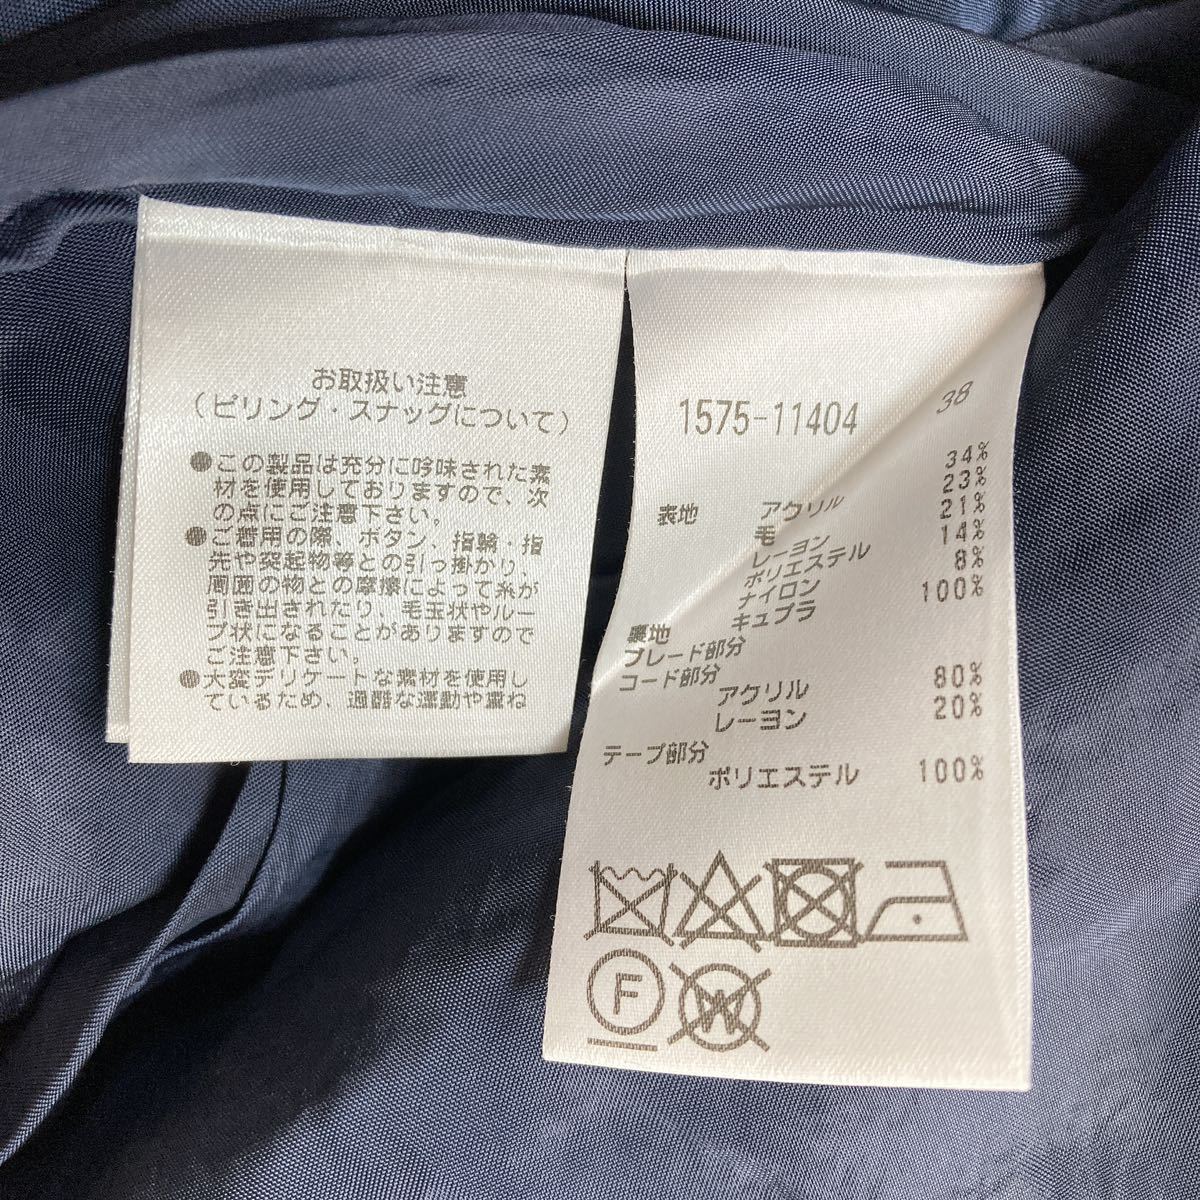 お取扱い注意
(ピリング・スナッグについて)
●この製品は充分に吟味された素
材を使用しておりますので、次
の点にご注意下さい。
●ご着用の際、ボタン、指輪・指
先や突起物等との引っ掛かり、
周囲の物との摩擦によって糸が
引き出されたり、毛玉状やルー
プ状になることがありますので
ご注意下さい。
●大変デリケートな素材を使用し
ているため、過酷な運動や重ね
1575-11404 38
表地 アクリル 34%
毛 23%
レーヨン 21%
ポリエステル 14%
ナイロン 8%
裏地 キュプラ 100%
ブレード部分
コード部分
アクリル 80%
レーヨン 20%
テープ部分
ポリエステル 100%
F
W